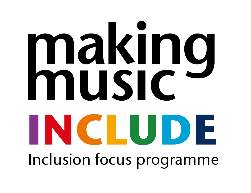 making
music
INCLUDE
Inclusion focus programme